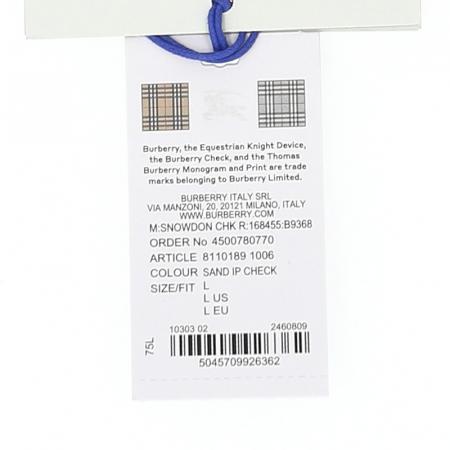 Burberry, the Equestrian Knight Device,
the Burberry Check, and the Thomas
Burberry Monogram and Print are trade
marks belonging to Burberry Limited.
BURBERRY ITALY SRL
VIA MANZONI, 20, 20121 MILANO, ITALY
WWW.BURBERRY.COM
M:SNOWDON CHK R:168455:B9368
ORDER No 4500780770
ARTICLE 8110189 1006
COLOUR SAND IP CHECK
SIZE/FIT L
L US
L EU
10303 02 2460809
75L
5045709926362